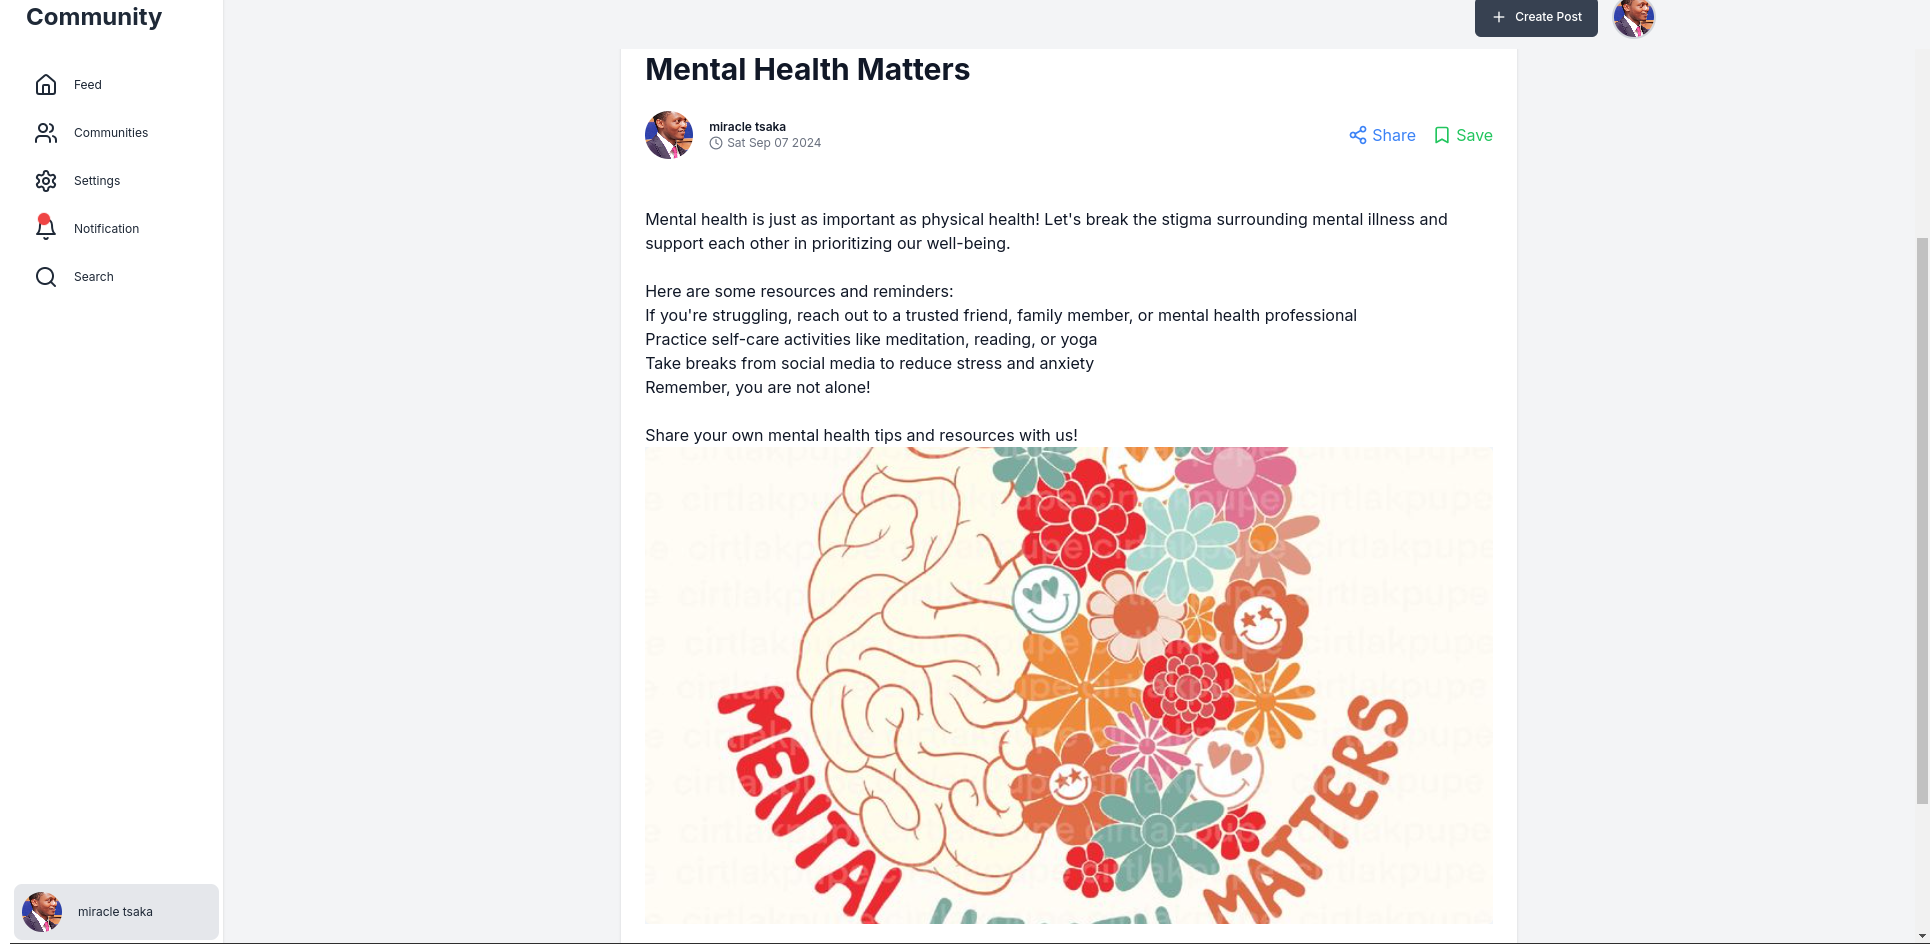 Community
Create Post
Feed
Communities
Settings
Notification
Search
Mental Health Matters
miracle tsaka
Sat Sep 07 2024
Share
Save
Mental health is just as important as physical health! Let's break the stigma surrounding mental illness and
support each other in prioritizing our well-being.
Here are some resources and reminders:
If you're struggling, reach out to a trusted friend, family member, or mental health professional
Practice self-care activities like meditation, reading, or yoga
Take breaks from social media to reduce stress and anxiety
Remember, you are not alone!
Share your own mental health tips and resources with us!
MENTAL
MATTERS
miracle tsaka